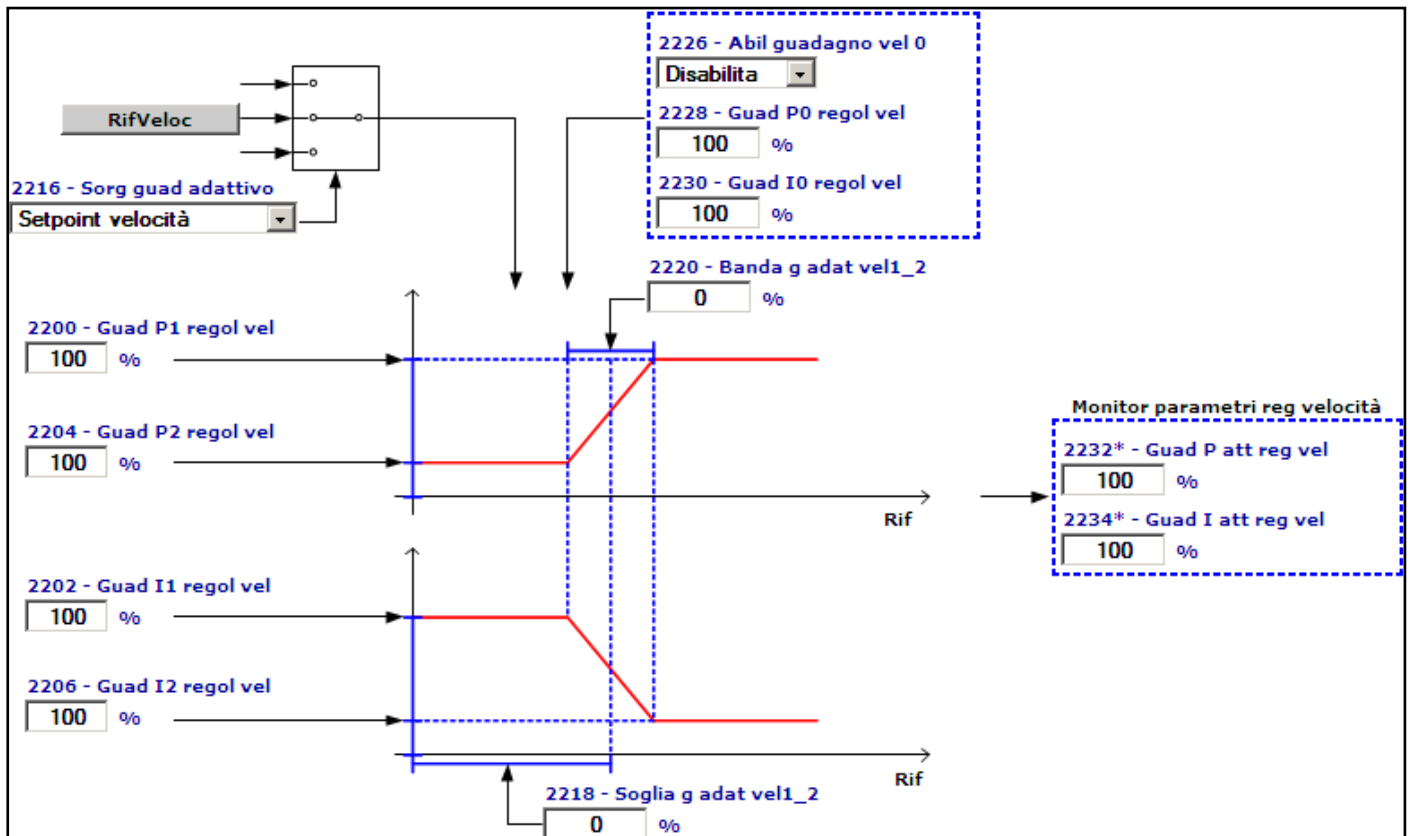 2226 - Abil guadagno vel 0
Disabilita
RifVeloc
2228 - Guad P0 regol vel
100 %
2216 - Sorg guad adattivo
Setpoint velocità
2230 - Guad I0 regol vel
100 %
2220 - Banda g adat vel1_2
0 %
2200 - Guad P1 regol vel
100 %
2204 - Guad P2 regol vel
100 %
Rif
Monitor parametri reg velocità
2232* - Guad P att reg vel
100 %
2234* - Guad I att reg vel
100 %
2202 - Guad I1 regol vel
100 %
2206 - Guad I2 regol vel
100 %
Rif
2218 - Soglia g adat vel1_2
0 %